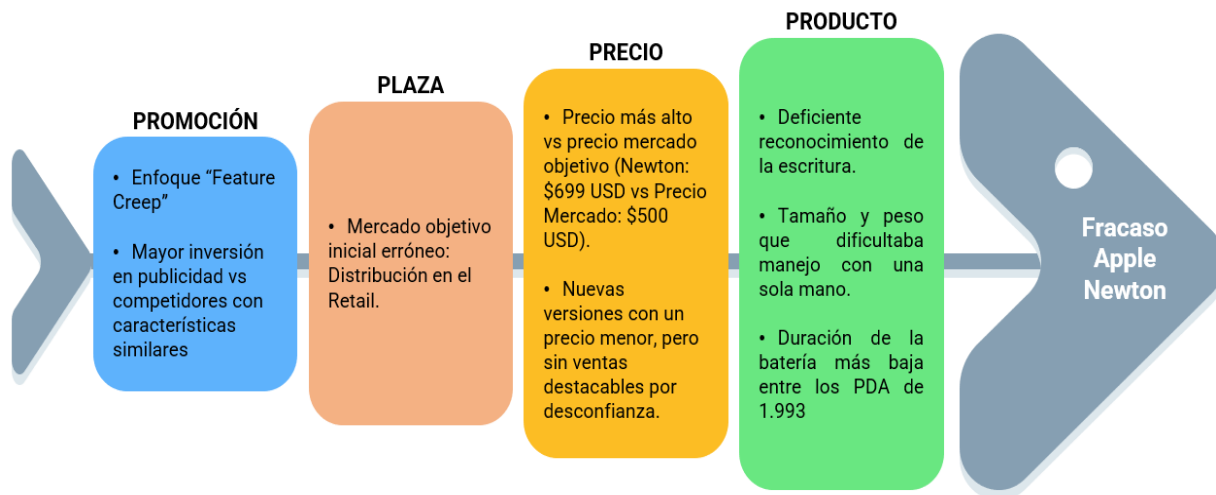 PROMOCIÓN
• Enfoque “Feature
Creep”
• Mayor inversión
en publicidad vs
competidores con
características
similares
PLAZA
• Mercado objetivo
inicial erróneo:
Distribución en el
Retail.
PRECIO
• Precio más alto
vs precio mercado
objetivo (Newton:
$699 USD vs Precio
Mercado: $500
USD).
• Nuevas
versiones con un
precio menor, pero
sin ventas
destacables por
desconfianza.
PRODUCTO
• Deficiente
reconocimiento de
la escritura.
• Tamaño y peso
que dificultaba
manejo con una
sola mano.
• Duración de la
batería más baja
entre los PDA de
1.993
Fracaso
Apple
Newton